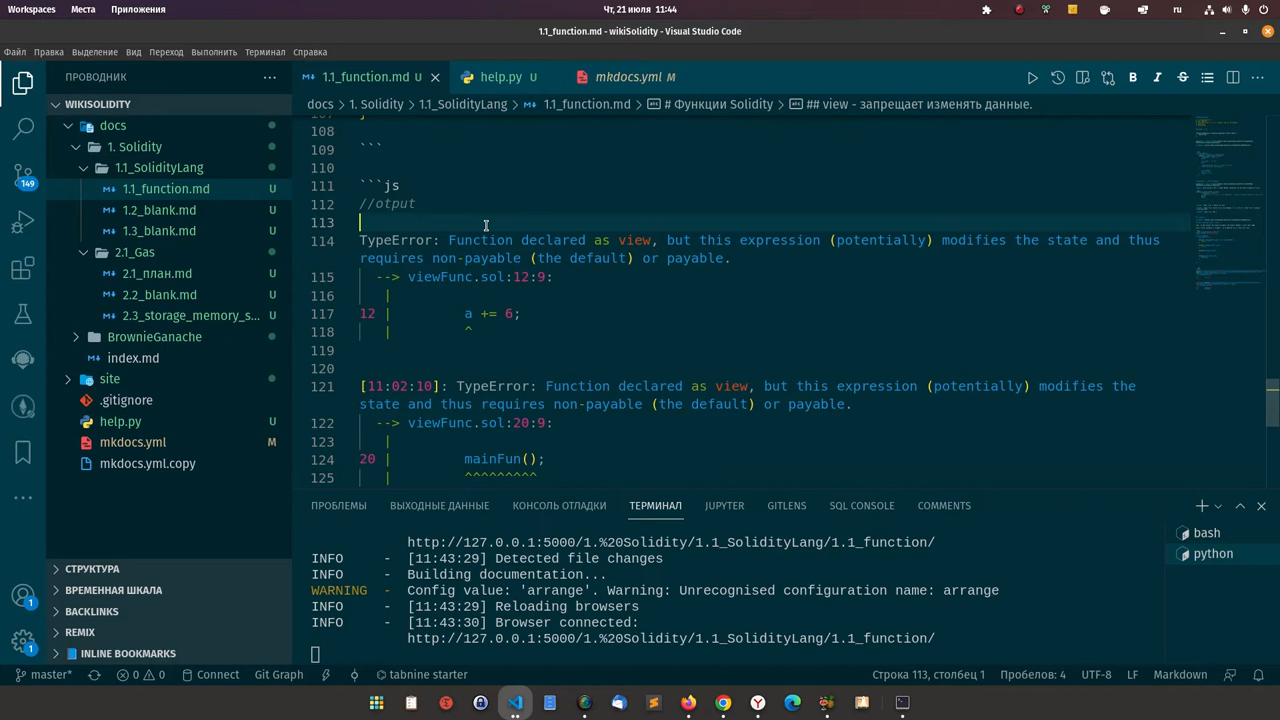 Workspaces Места Приложения Чт, 21 июля 11:44 ru
1.1_function.md - wikiSolidity - Visual Studio Code
Файл Правка Выделение Вид Переход Выполнить Терминал Справка
ПРОВОДНИК
1.1_function.md U
help.py U
mkdocs.yml M
WIKISOLIDITY
docs
1. Solidity
1.1_SolidityLang
1.1_function.md U
1.2_blank.md U
1.3_blank.md U
2.1_Gas
2.1_план.md U
2.2_blank.md U
2.3_storage_memory_s... U
BrownieGanache
index.md
site
.gitignore
help.py U
mkdocs.yml M
mkdocs.yml.copy
149
СТРУКТУРА
ВРЕМЕННАЯ ШКАЛА
BACKLINKS
REMIX
INLINE BOOKMARKS
docs > 1. Solidity > 1.1_SolidityLang > 1.1_function.md > # Функции Solidity > ## view - запрещает изменять данные.
108
109 ```
110
111 ```js
112 //otput
113
114 TypeError: Function declared as view, but this expression (potentially) modifies the state and thus
requires non-payable (the default) or payable.
115 --> viewFunc.sol:12:9:
116 |
117 12 | a += 6;
118 | ^
119
120
121 [11:02:10]: TypeError: Function declared as view, but this expression (potentially) modifies the
state and thus requires non-payable (the default) or payable.
122 --> viewFunc.sol:20:9:
123 |
124 20 | mainFun();
125 | ^^^^^^^^^
ПРОБЛЕМЫ ВЫХОДНЫЕ ДАННЫЕ КОНСОЛЬ ОТЛАДКИ ТЕРМИНАЛ JUPYTER GITLENS SQL CONSOLE COMMENTS
http://127.0.0.1:5000/1.%20Solidity/1.1_SolidityLang/1.1_function/
INFO - [11:43:29] Detected file changes
INFO - Building documentation...
WARNING - Config value: 'arrange'. Warning: Unrecognised configuration name: arrange
INFO - [11:43:29] Reloading browsers
INFO - [11:43:30] Browser connected:
http://127.0.0.1:5000/1.%20Solidity/1.1_SolidityLang/1.1_function/
bash
python
1
1
master* 0 0 Connect Git Graph tabnine starter Строка 113, столбец 1 Пробелов: 4 UTF-8 LF Markdown